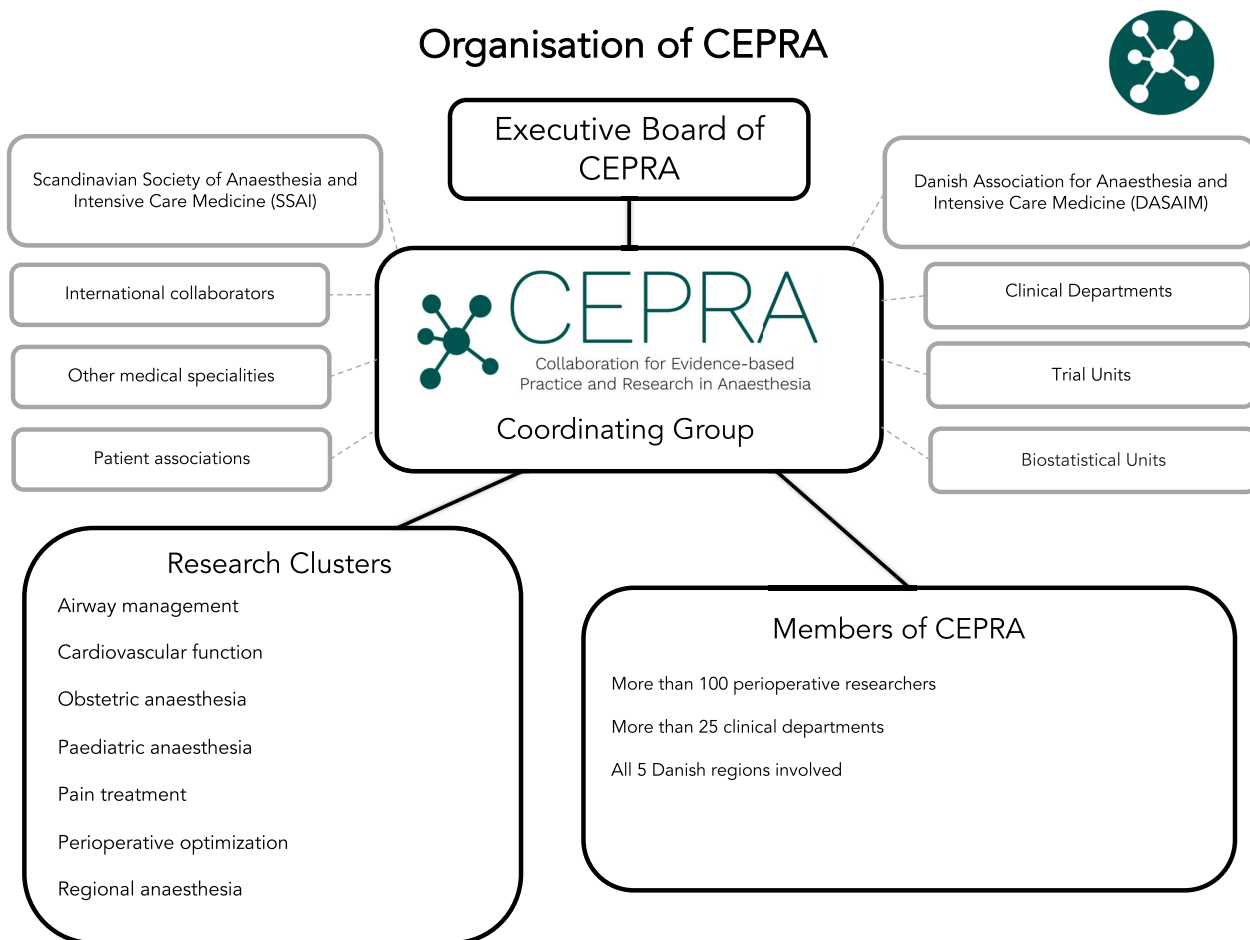 Organisation of CEPRA
Executive Board of
CEPRA
Scandinavian Society of Anaesthesia and
Intensive Care Medicine (SSAI)
International collaborators
Other medical specialities
Patient associations
Danish Association for Anaesthesia and
Intensive Care Medicine (DASAIM)
Clinical Departments
Trial Units
Biostatistical Units
CEPRA
Collaboration for Evidence-based
Practice and Research in Anaesthesia
Coordinating Group
Research Clusters
Airway management
Cardiovascular function
Obstetric anaesthesia
Paediatric anaesthesia
Pain treatment
Perioperative optimization
Regional anaesthesia
Members of CEPRA
More than 100 perioperative researchers
More than 25 clinical departments
All 5 Danish regions involved